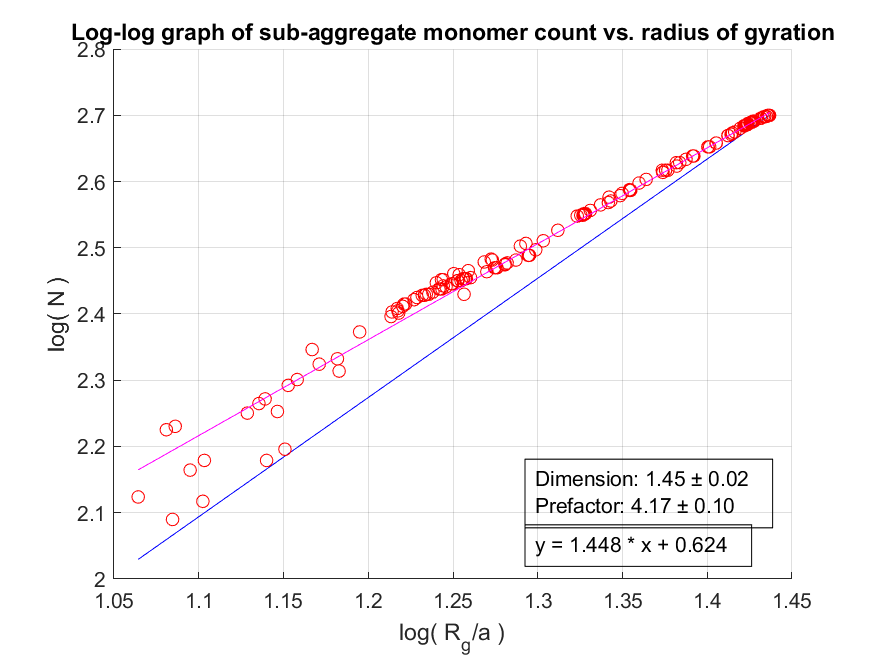 Log-log graph of sub-aggregate monomer count vs. radius of gyration
2.8
2.7
2.6
2.5
2.4
2.3
2.2
2.1
2
log( N )
Dimension: 1.45 ± 0.02
Prefactor: 4.17 ± 0.10
y = 1.448 * x + 0.624
1.05 1.1 1.15 1.2 1.25 1.3 1.35 1.4 1.45
log( R_g/a )